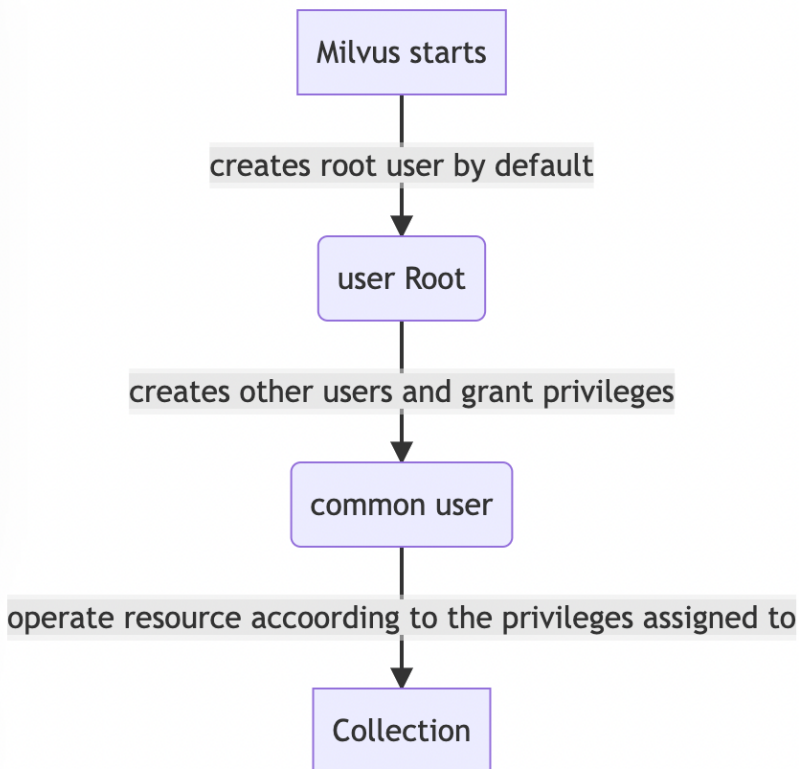 Milvus starts
creates root user by default
user Root
creates other users and grant privileges
common user
operate resource accoording to the privileges assigned to
Collection